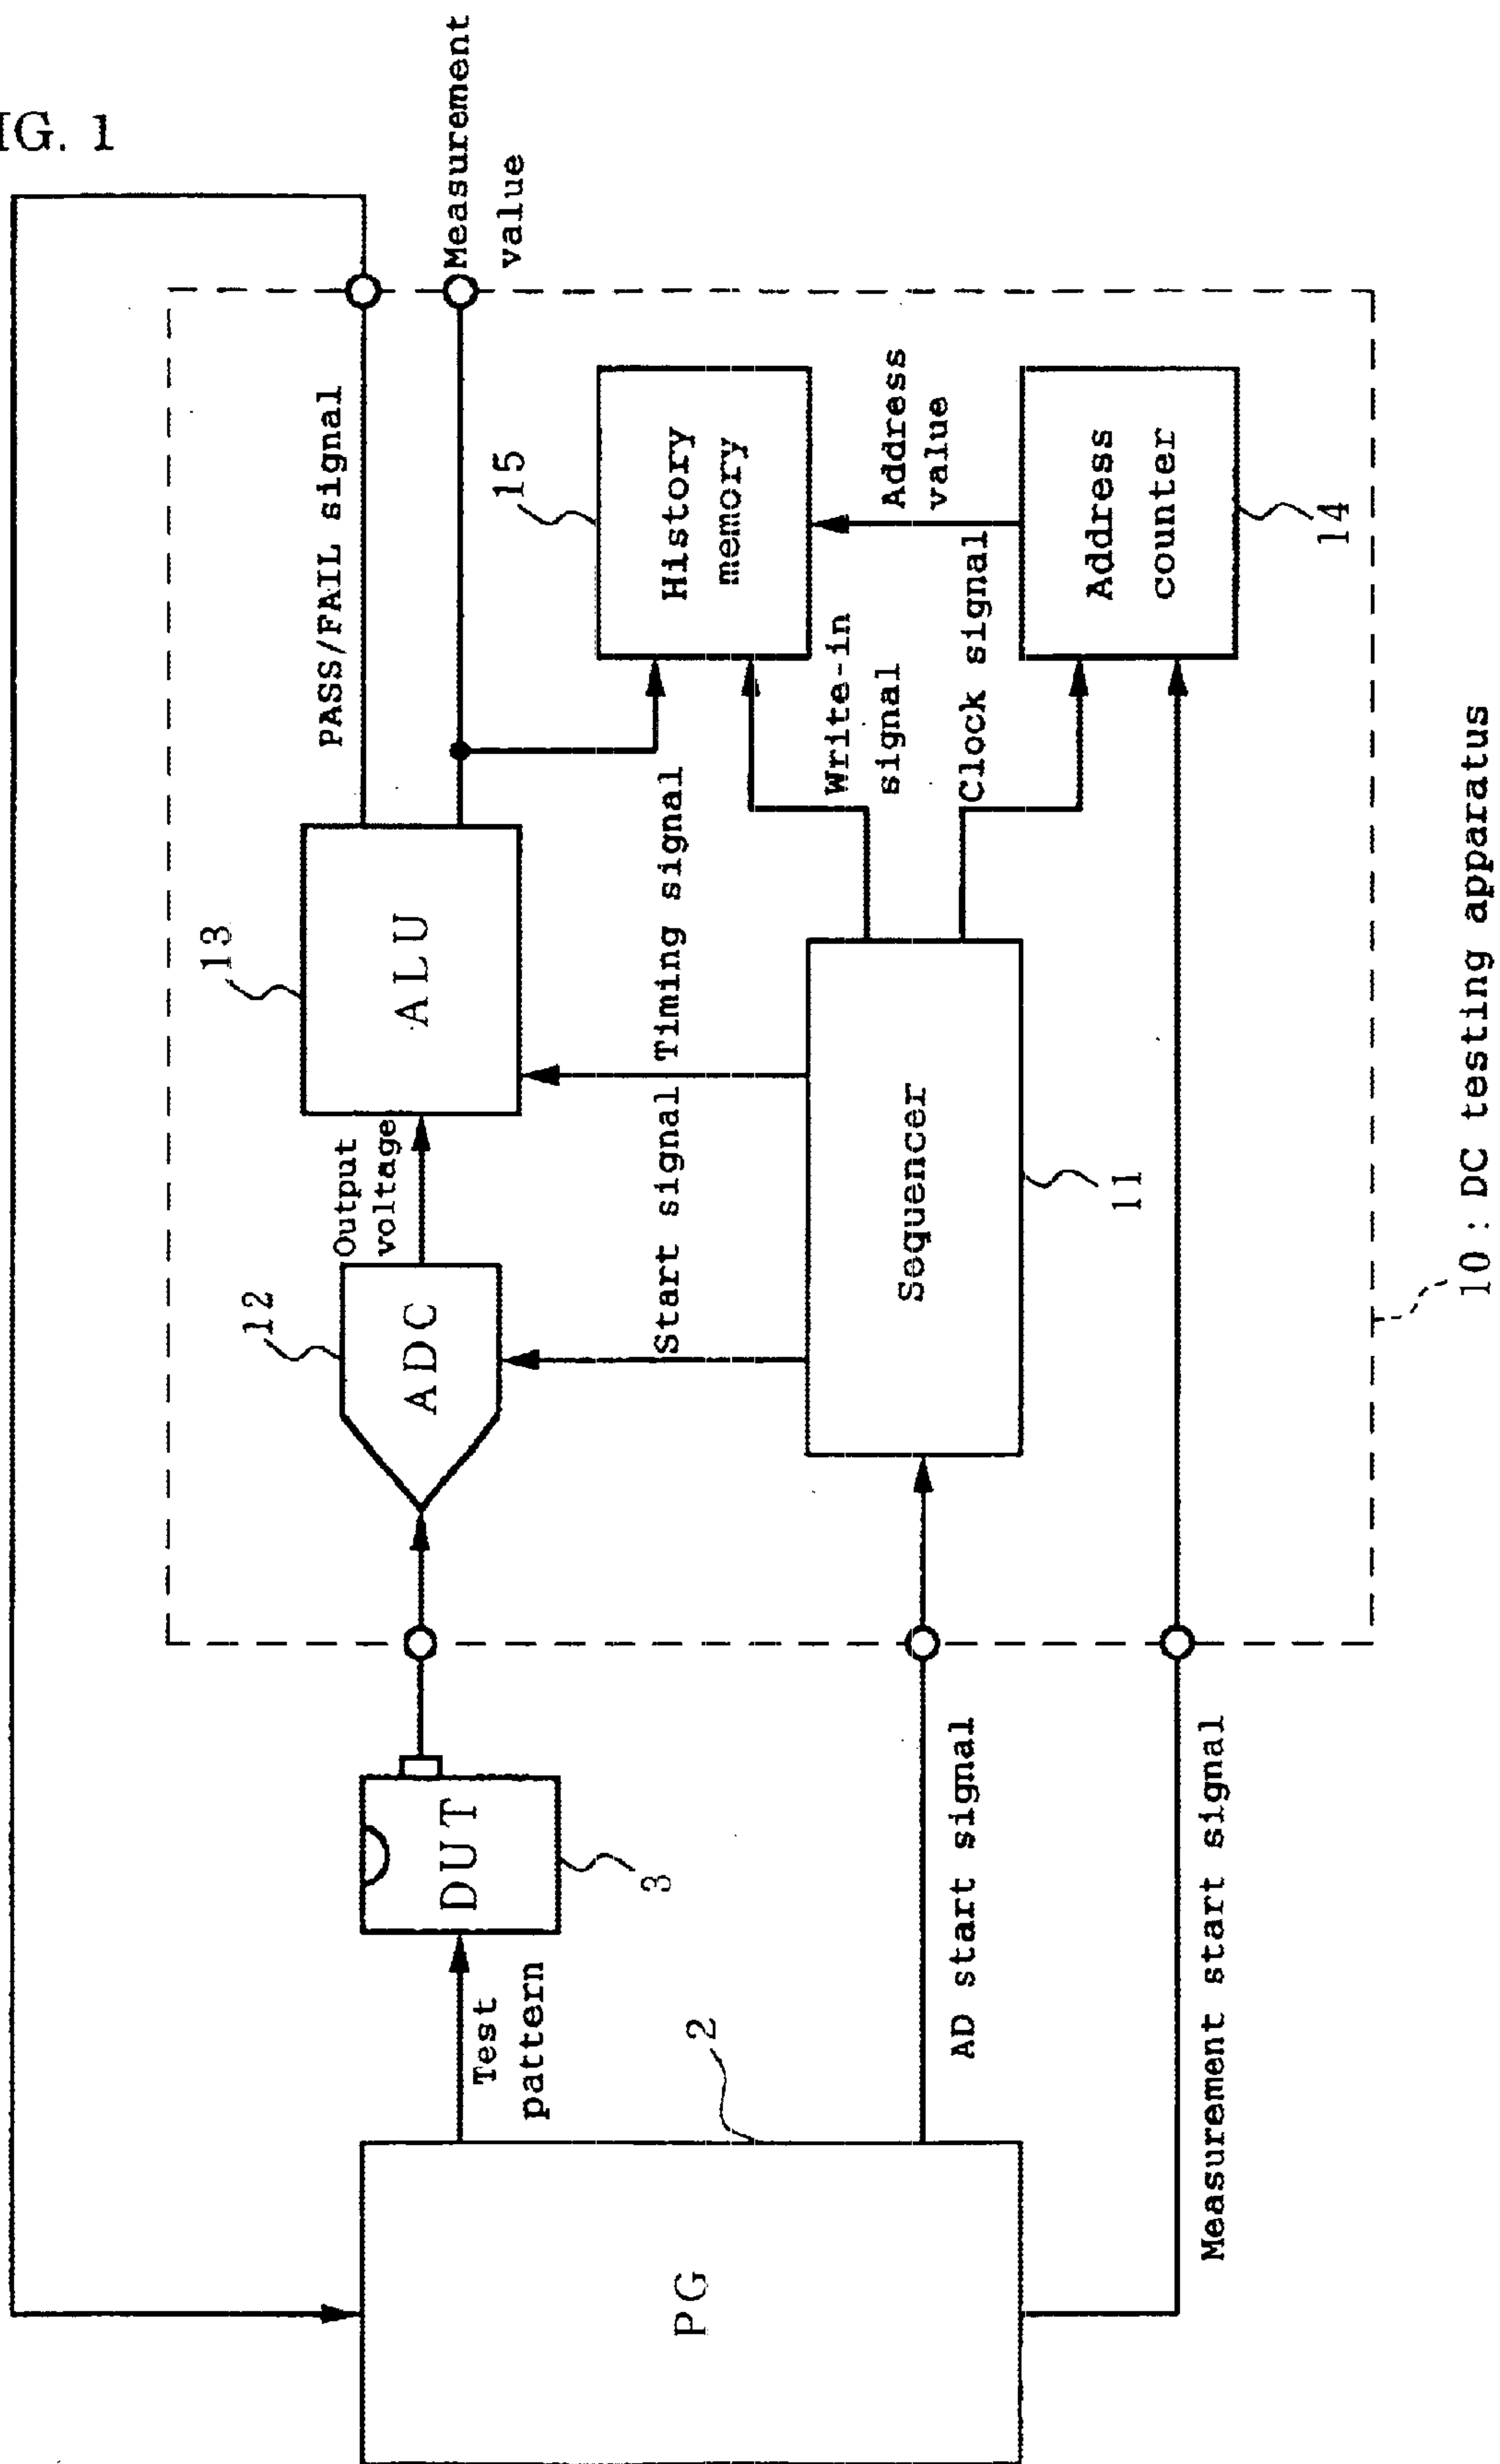 IG. 1
PG
2
Test
pattern
DUT
3
AD start signal
Measurement start signal
12
ADC
Output
voltage
13
ALU
PASS/FAIL signal
Measurement
value
Start signal
Timing signal
Sequencer
11
15
History
memory
Write-in
signal
Clock signal
Address
value
Address
counter
14
10 : DC testing apparatus